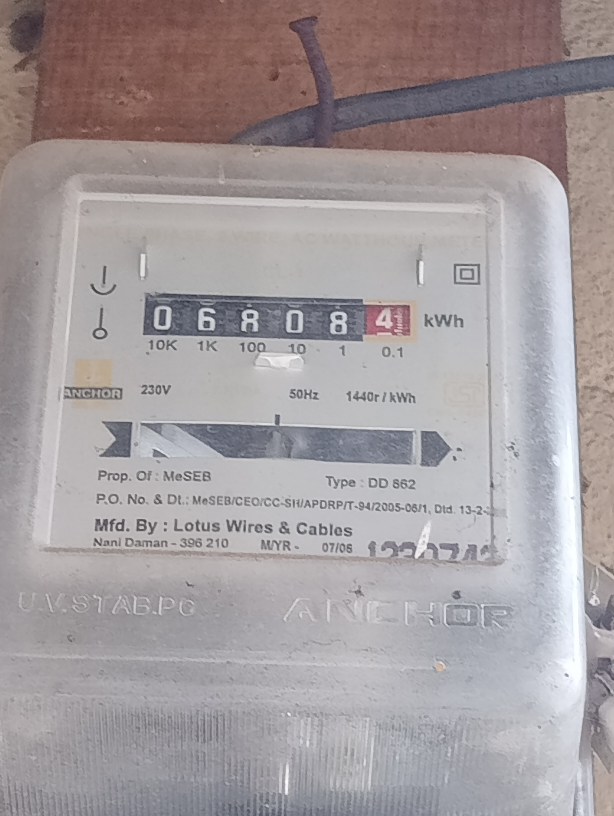 0 6 8 0 8 4 kWh
10K 1K 100 10 1 0.1
ANCHOR 230V 50Hz 1440r / kWh
Prop. Of : MeSEB Type : DD 862
P.O. No. & Dt.: MeSEB/CEO/CC-SH/APDRP/T-94/2005-06/1, Dtd. 13-2-
Mfd. By : Lotus Wires & Cables
Nani Daman - 396 210 M/YR - 07/06
U.V.STAB.PC ANCHOR